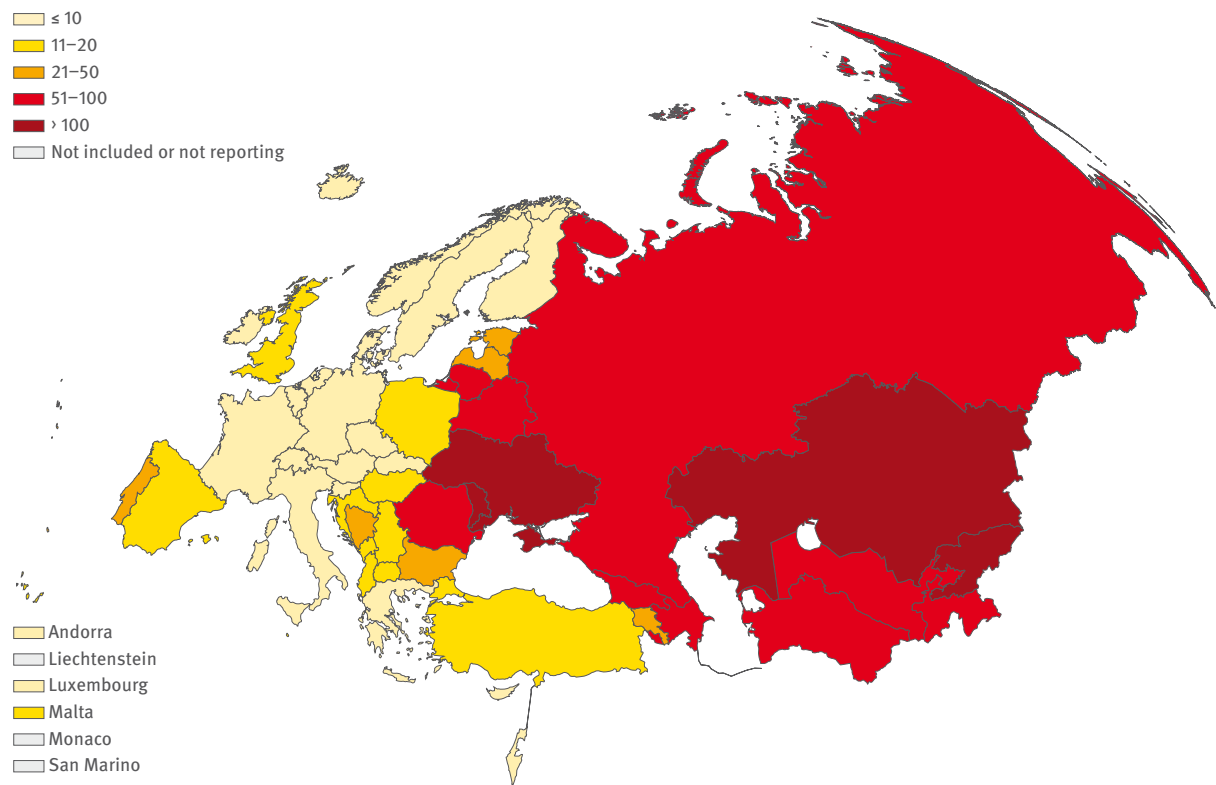 ≤ 10
11–20
21–50
51–100
› 100
Not included or not reporting
Andorra
Liechtenstein
Luxembourg
Malta
Monaco
San Marino